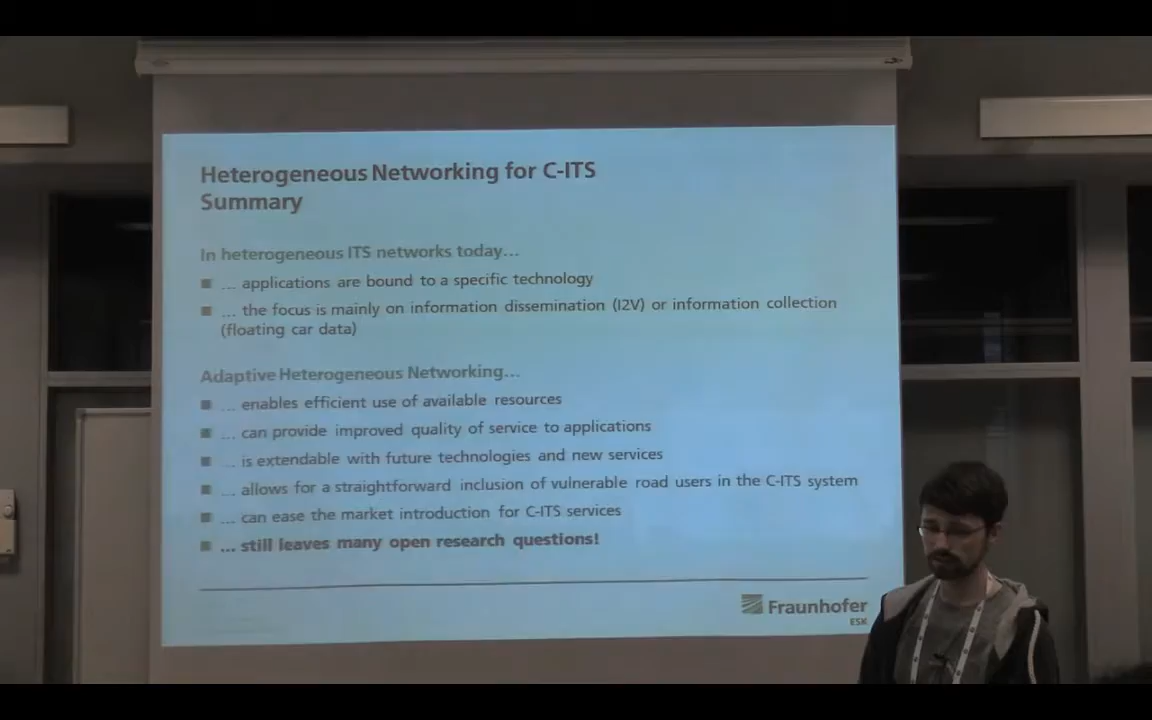 Heterogeneous Networking for C-ITS
Summary
In heterogeneous ITS networks today...
... applications are bound to a specific technology
... the focus is mainly on information dissemination (I2V) or information collection
(floating car data)
Adaptive Heterogeneous Networking...
... enables efficient use of available resources
... can provide improved quality of service to applications
... is extendable with future technologies and new services
... allows for a straightforward inclusion of vulnerable road users in the C-ITS system
... can ease the market introduction for C-ITS services
... still leaves many open research questions!
Fraunhofer
ESK